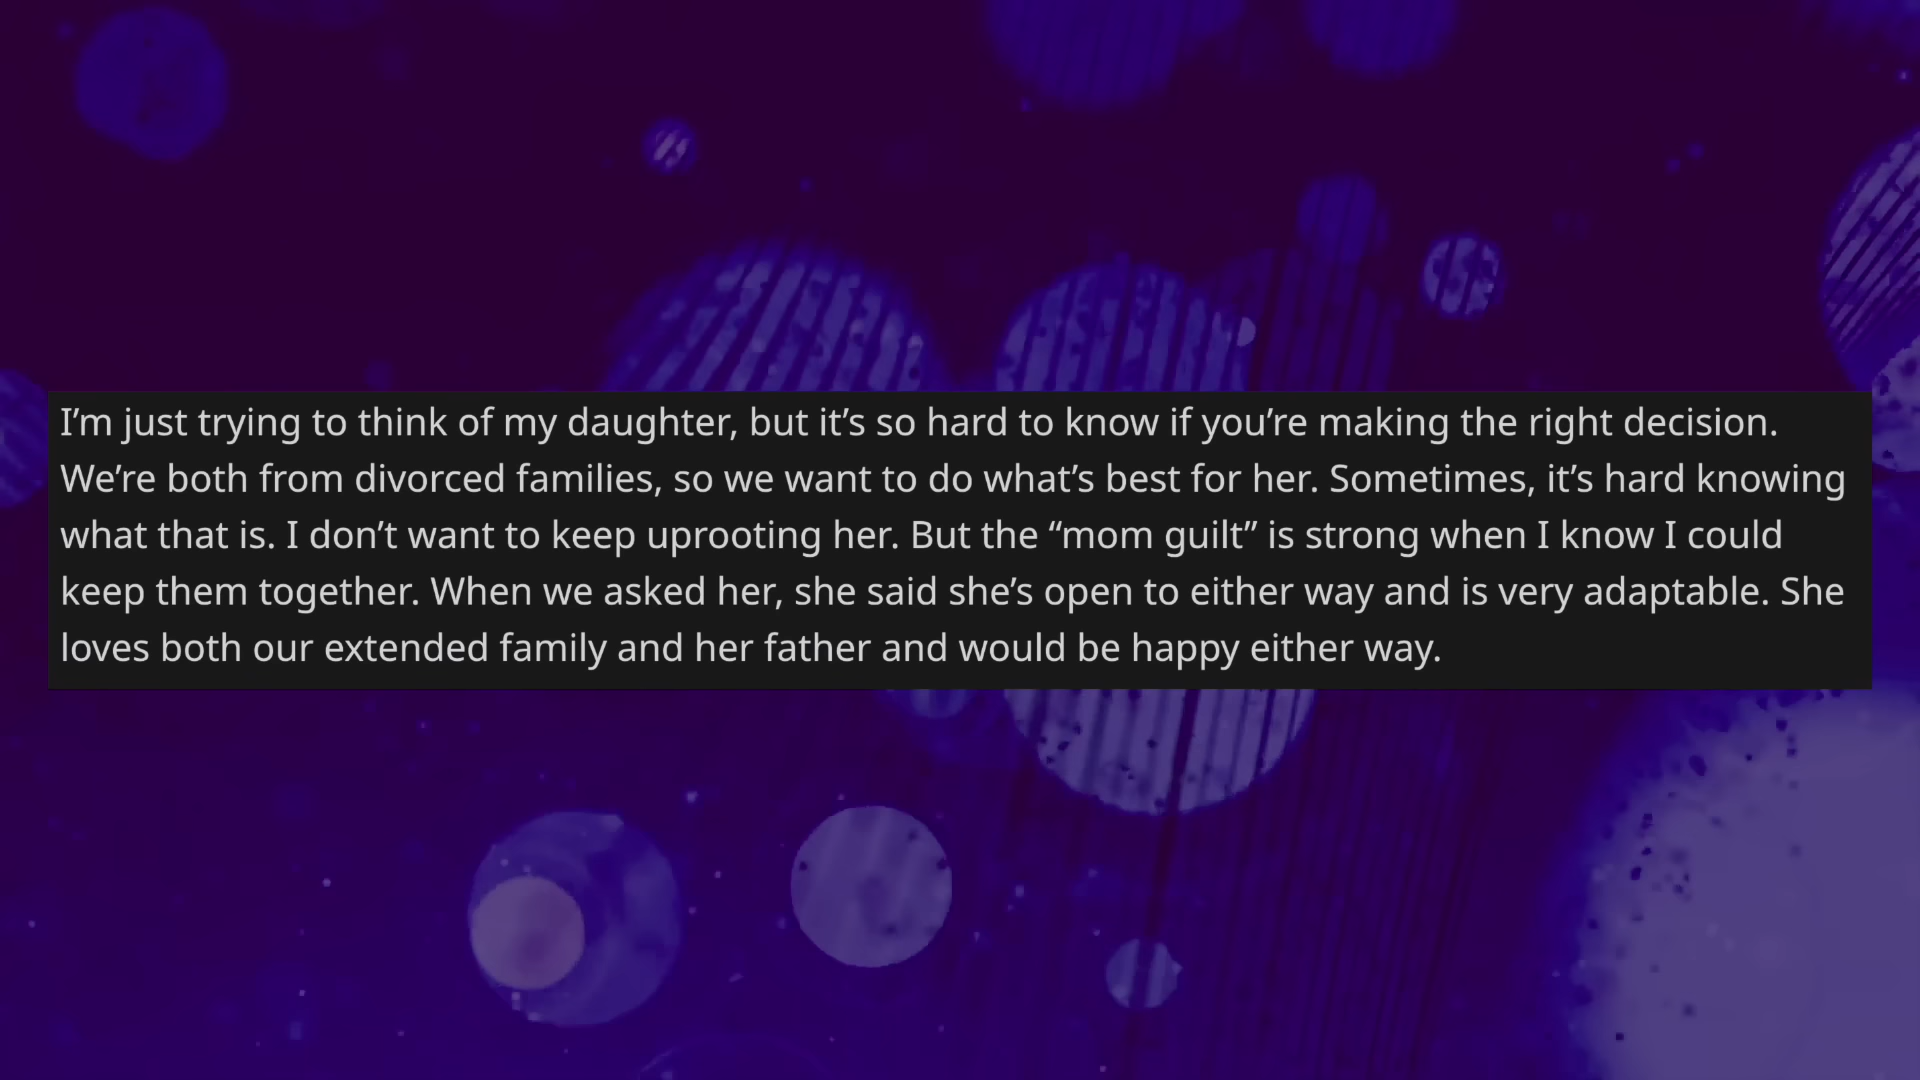 I’m just trying to think of my daughter, but it’s so hard to know if you’re making the right decision.
We’re both from divorced families, so we want to do what’s best for her. Sometimes, it’s hard knowing
what that is. I don’t want to keep uprooting her. But the “mom guilt” is strong when I know I could
keep them together. When we asked her, she said she’s open to either way and is very adaptable. She
loves both our extended family and her father and would be happy either way.